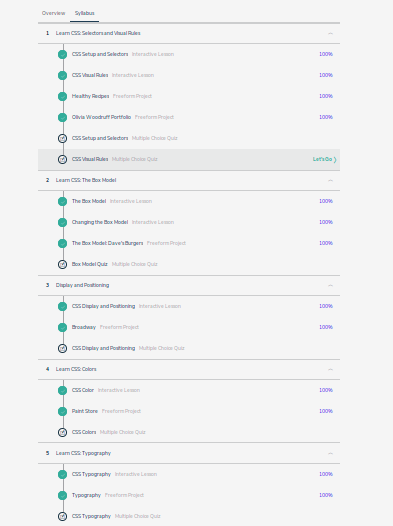 Overview Syllabus
1 Learn CSS: Selectors and Visual Rules
CSS Setup and Selectors Interactive Lesson 100%
CSS Visual Rules Interactive Lesson 100%
Healthy Recipes Freeform Project 100%
Olivia Woodruff Portfolio Freeform Project 100%
CSS Setup and Selectors Multiple Choice Quiz
CSS Visual Rules Multiple Choice Quiz Let's Go
2 Learn CSS: The Box Model
The Box Model Interactive Lesson 100%
Changing the Box Model Interactive Lesson 100%
The Box Model: Dave's Burgers Freeform Project 100%
Box Model Quiz Multiple Choice Quiz
3 Display and Positioning
CSS Display and Positioning Interactive Lesson 100%
Broadway Freeform Project 100%
CSS Display and Positioning Multiple Choice Quiz
4 Learn CSS: Colors
CSS Color Interactive Lesson 100%
Paint Store Freeform Project 100%
CSS Colors Multiple Choice Quiz
5 Learn CSS: Typography
CSS Typography Interactive Lesson 100%
Typography Freeform Project 100%
CSS Typography Multiple Choice Quiz